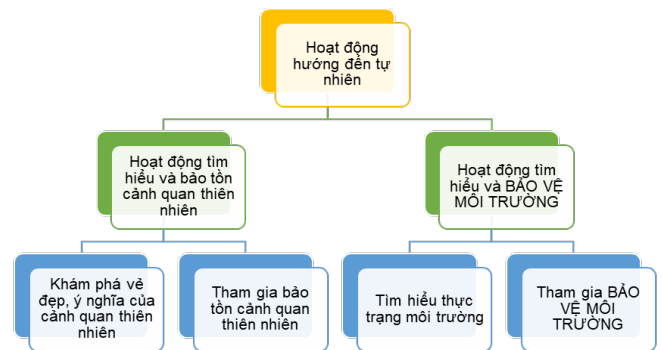 Hoạt động
hướng đến tự
nhiên
Hoạt động tìm
hiểu và bảo tồn
cảnh quan thiên
nhiên
Hoạt động tìm
hiểu và BẢO VỆ
MÔI TRƯỜNG
Khám phá vẻ
đẹp, ý nghĩa của
cảnh quan thiên
nhiên
Tham gia bảo
tồn cảnh quan
thiên nhiên
Tìm hiểu thực
trạng môi trường
Tham gia BẢO
VỆ MÔI
TRƯỜNG